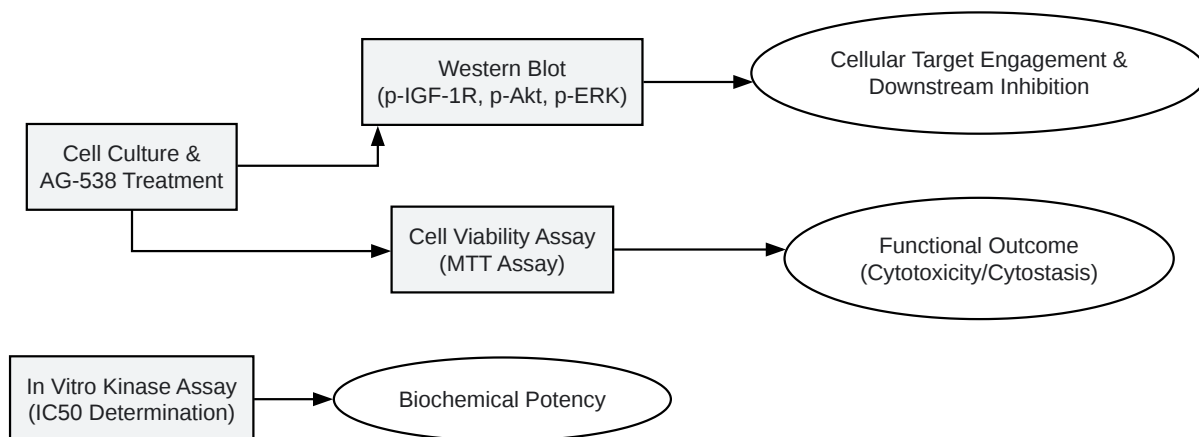 Western Blot
(p-IGF-1R, p-Akt, p-ERK)
Cellular Target Engagement &
Downstream Inhibition
Cell Culture &
AG-538 Treatment
Cell Viability Assay
(MTT Assay)
Functional Outcome
(Cytotoxicity/Cytostasis)
In Vitro Kinase Assay
(IC50 Determination)
Biochemical Potency